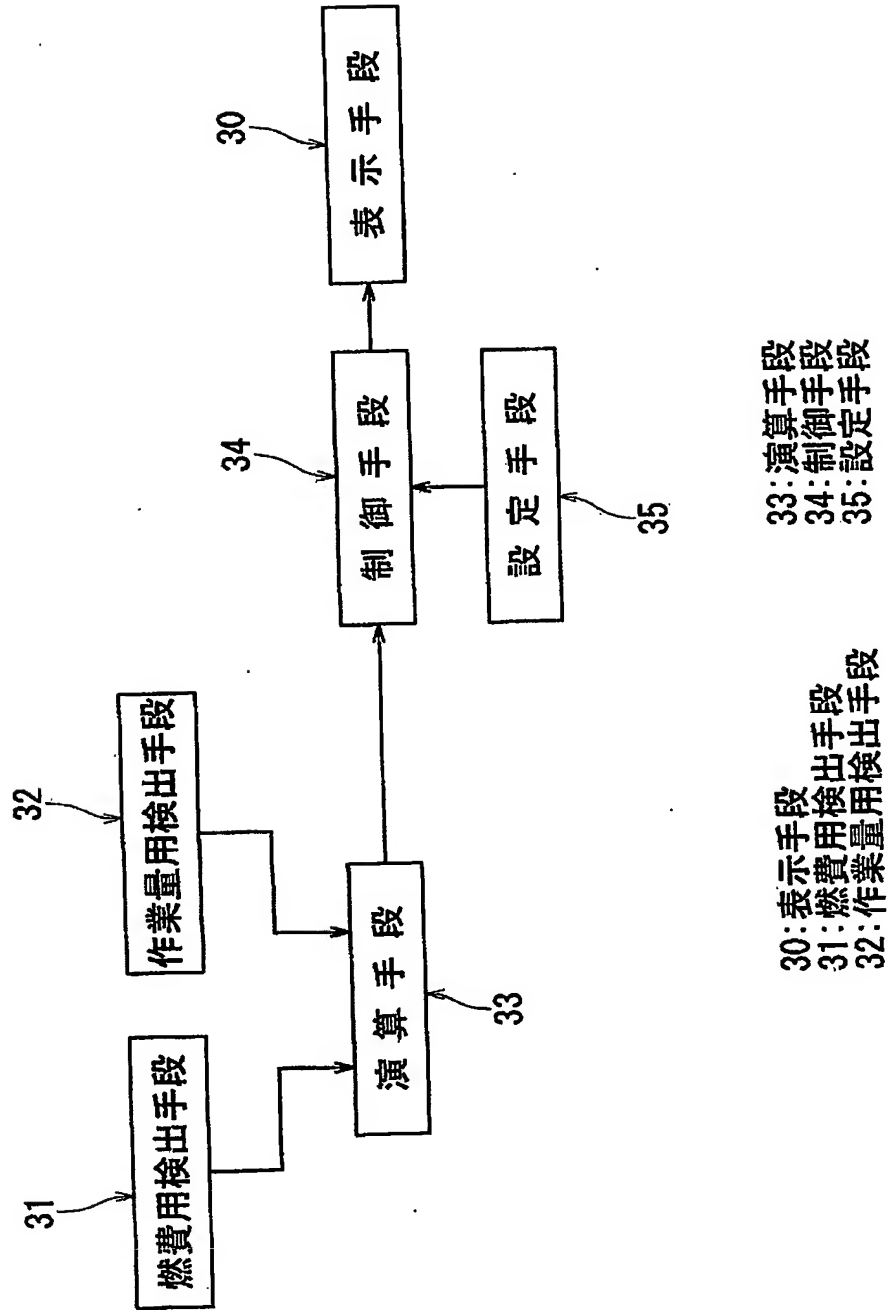 31
燃費用検出手段
32
作業量用検出手段
演算手段
33
34
制御手段
設定手段
35
30
表示手段
30:表示手段
31:燃費用検出手段
32:作業量用検出手段
33:演算手段
34:制御手段
35:設定手段